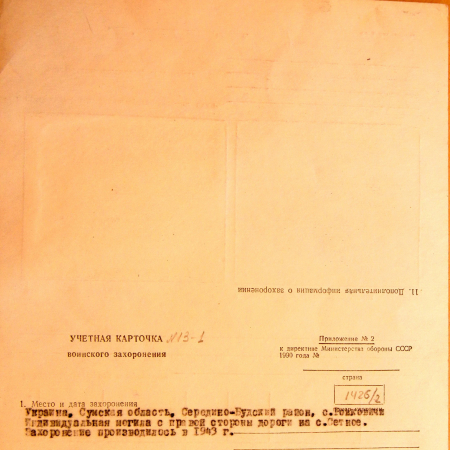 11. Дополнительная информация о захоронении
УЧЕТНАЯ КАРТОЧКА №13-1
воинского захоронения
Приложение № 2
к директиве Министерства обороны СССР
1990 года №
страна
1425/2
1. Место и дата захоронения
Украина, Сумская область, Середино-Будский район, с.
Индивидуальная могила с правой стороны дороги на с.
Захоронение производилось в 1943 г.